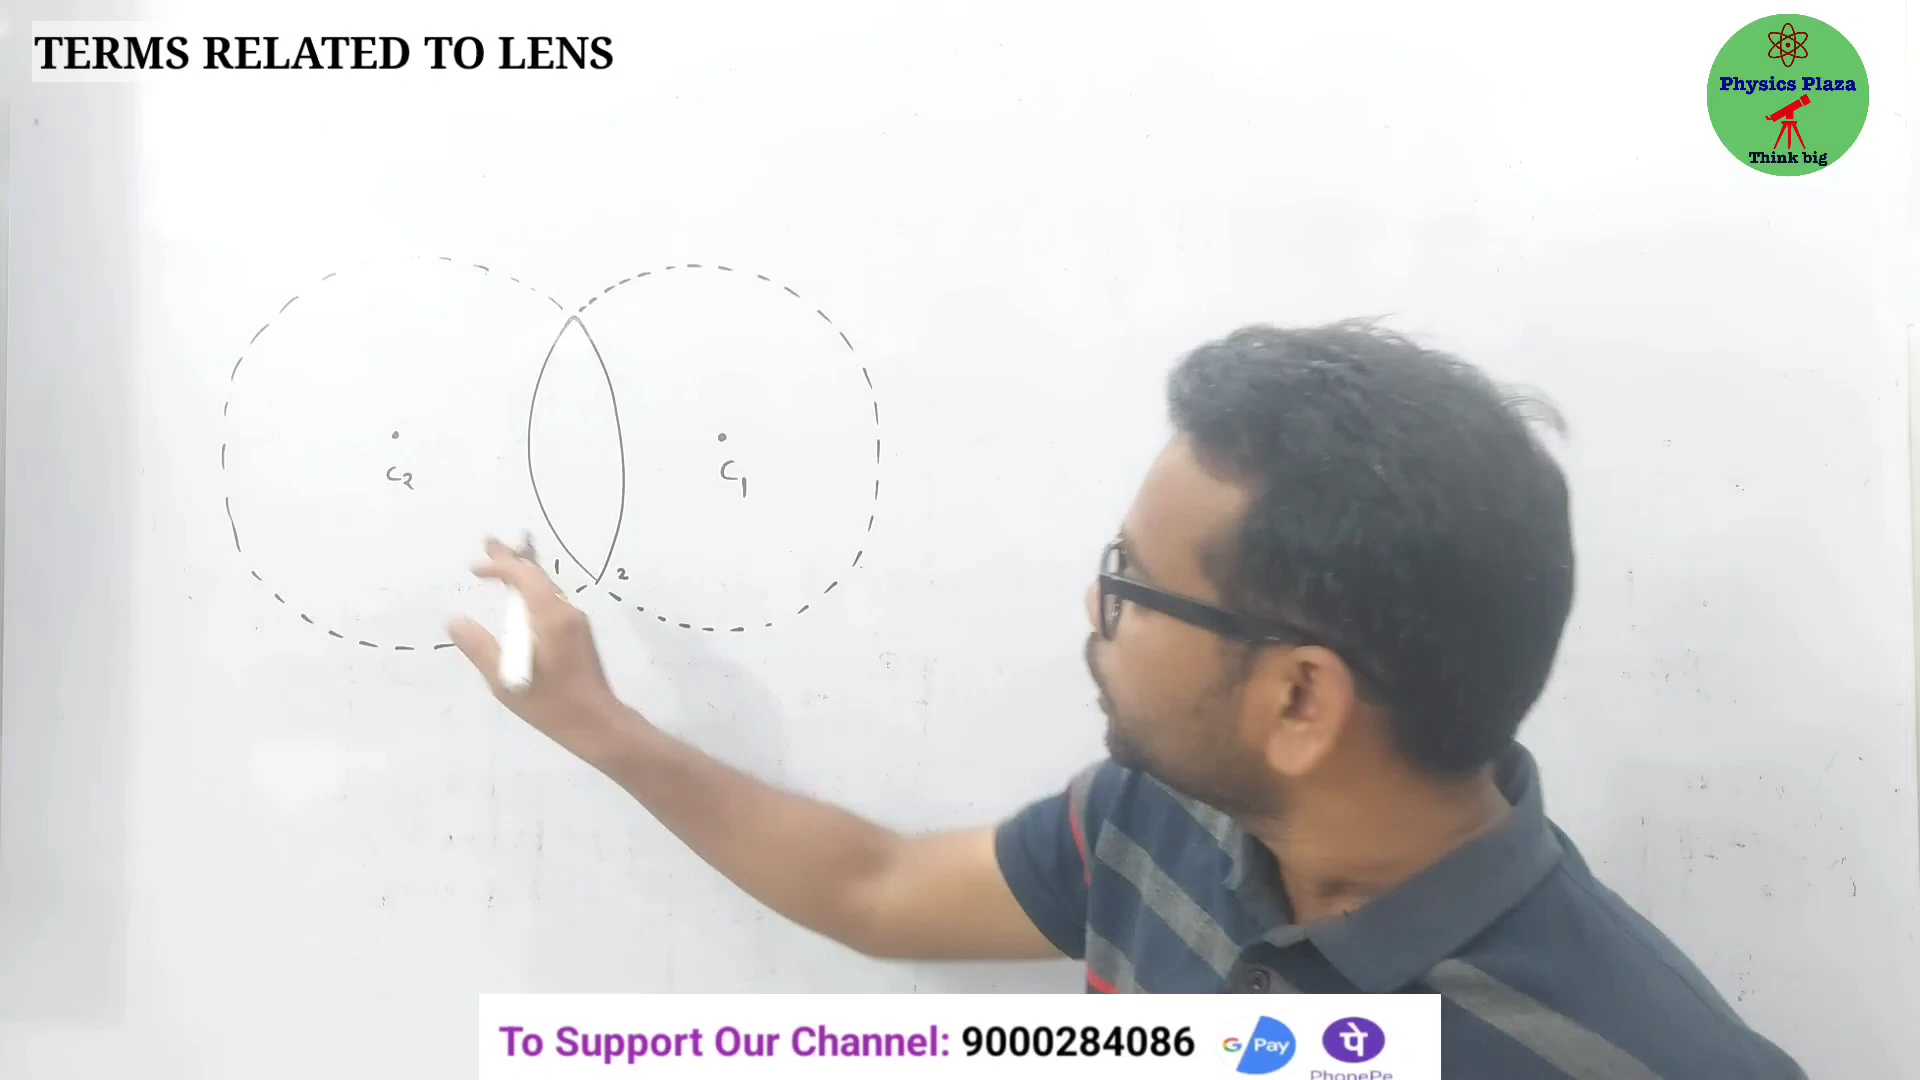 TERMS RELATED TO LENS
Physics Plaza
Think big
C2
C1
1
2
To Support Our Channel: 9000284086
G Pay
पे
PhonePe